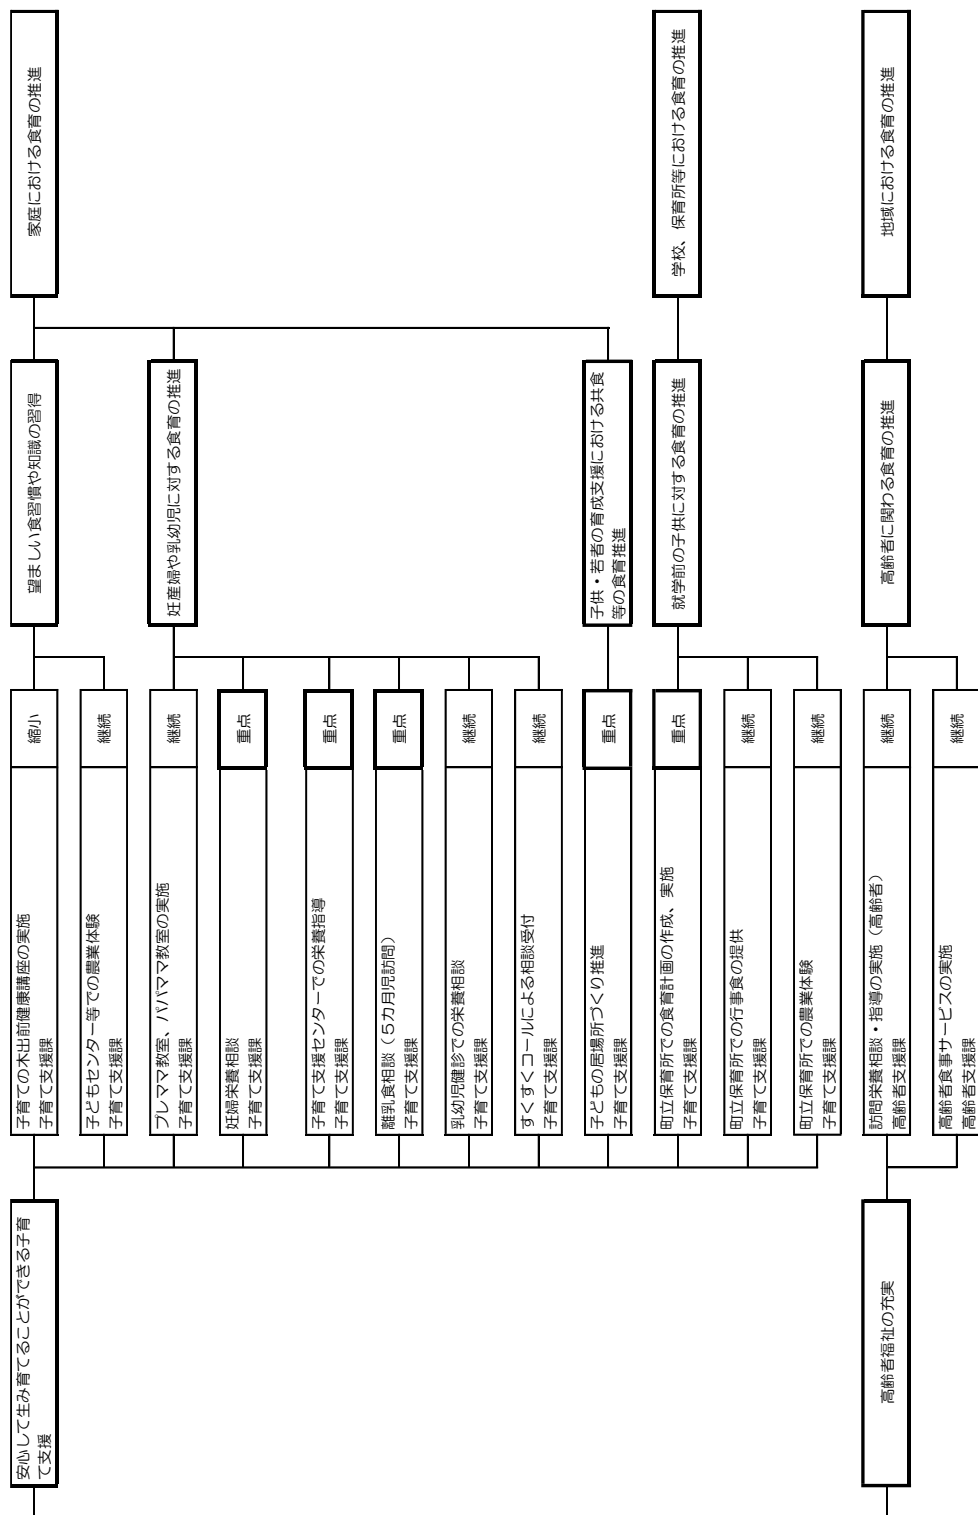 安心して生み育てることができる子育
て支援
子育ての木出前健康講座の実施
子育て支援課
縮小
望ましい食習慣や知識の習得
家庭における食育の推進
子どもセンター等での農業体験
子育て支援課
継続
プレママ教室、パパママ教室の実施
子育て支援課
継続
妊産婦や乳幼児に対する食育の推進
妊婦栄養相談
子育て支援課
重点
子育て支援センターでの栄養指導
子育て支援課
重点
離乳食相談（５カ月児訪問）
子育て支援課
重点
乳幼児健診での栄養相談
子育て支援課
継続
すくすくコールによる相談受付
子育て支援課
継続
子どもの居場所づくり推進
子育て支援課
重点
子供・若者の育成支援における共食
等の食育推進
町立保育所での食育計画の作成、実施
子育て支援課
重点
就学前の子供に対する食育の推進
学校、保育所等における食育の推進
町立保育所での行事食の提供
子育て支援課
継続
町立保育所での農業体験
子育て支援課
継続
高齢者福祉の充実
訪問栄養相談・指導の実施（高齢者）
高齢者支援課
継続
高齢者に関わる食育の推進
地域における食育の推進
高齢者食事サービスの実施
高齢者支援課
継続